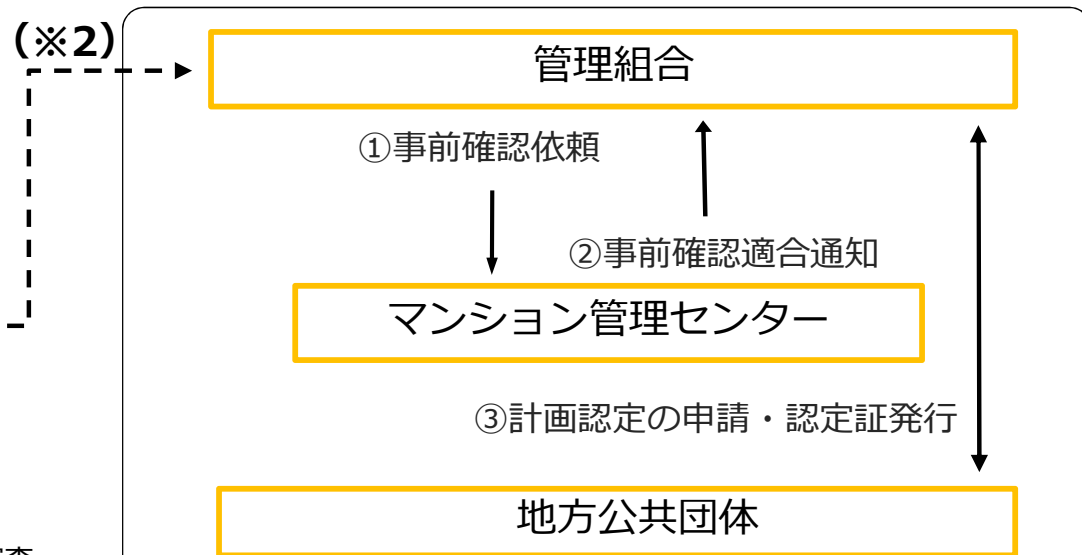 (※2)
管理組合
①事前確認依頼
②事前確認適合通知
マンション管理センター
③計画認定の申請・認定証発行
地方公共団体